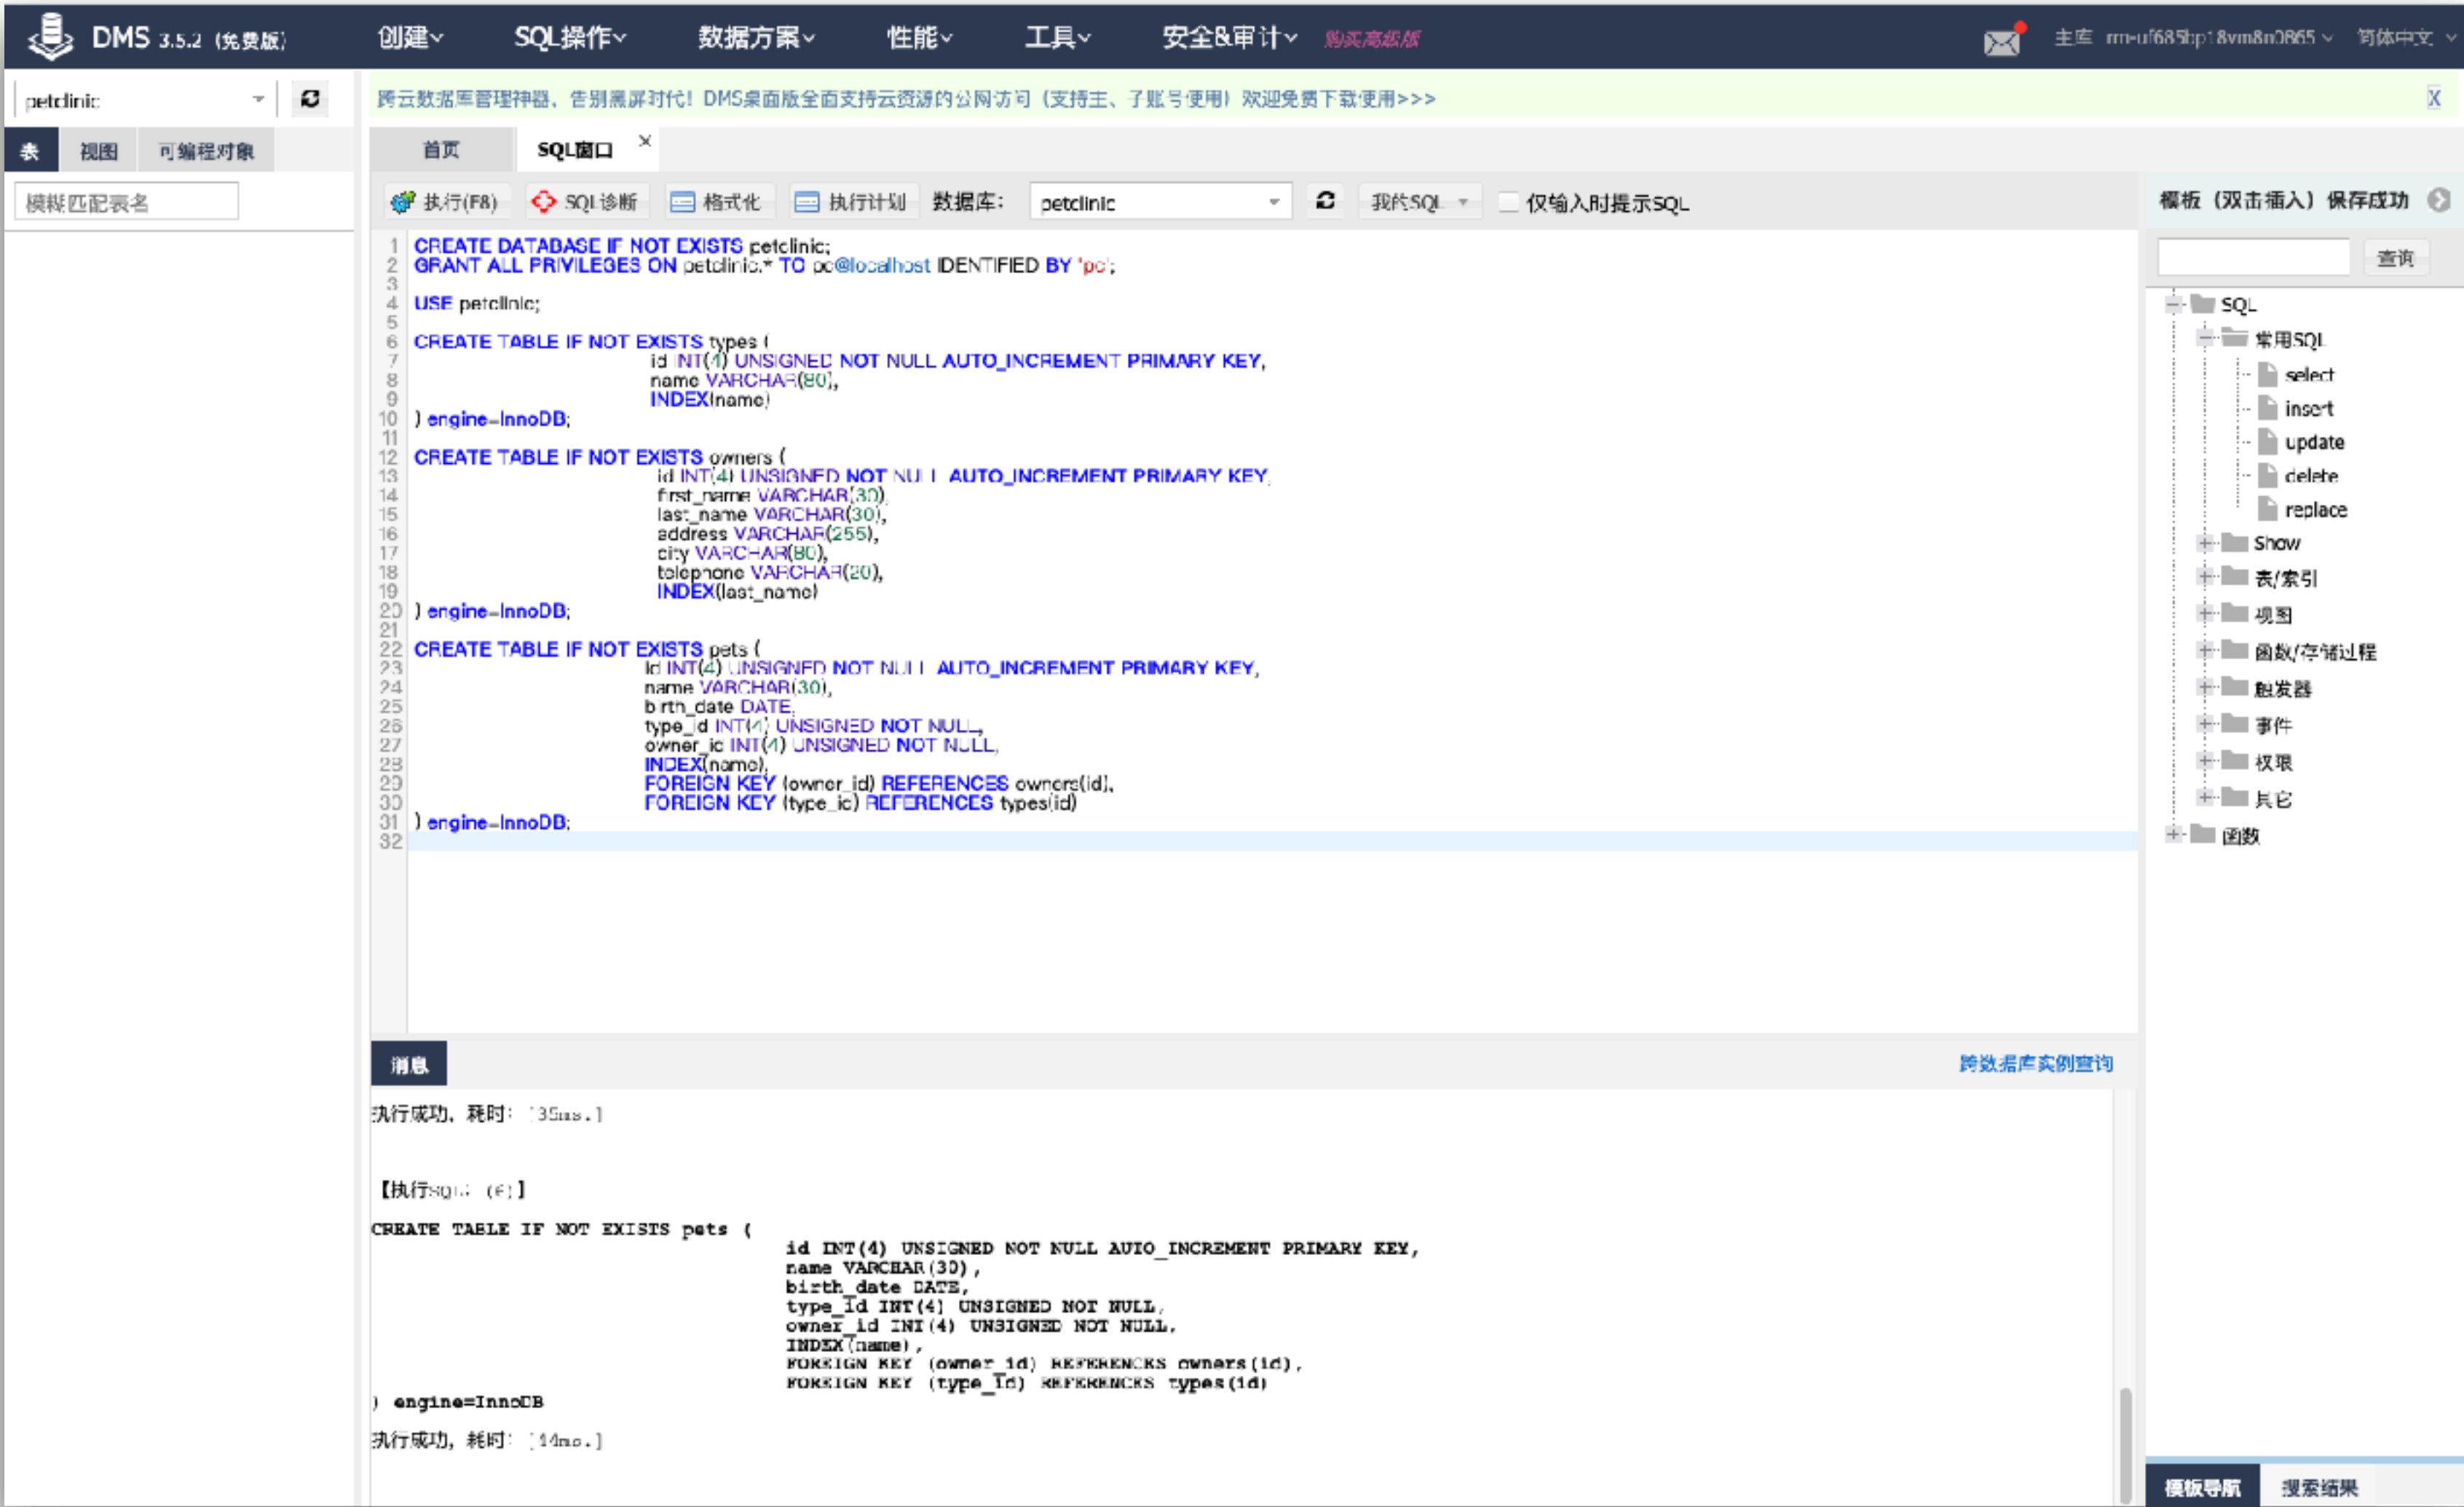 DMS 3.5.2 (免费版)
创建 SQL操作 数据方案 性能 工具 安全&审计 购买高级版
主库 rm-uf685bp18vm8n0865 简体中文
petclinic
跨云数据库管理神器，告别黑屏时代！DMS桌面版全面支持云资源的公网访问（支持主、子账号使用）欢迎免费下载使用>>> X
表 视图 可编程对象
首页 SQL窗口 ×
模糊匹配表名
执行(F8) SQL诊断 格式化 执行计划 数据库： petclinic 我的SQL 仅输入时提示SQL
模板（双击插入）保存成功
查询
1 CREATE DATABASE IF NOT EXISTS petclinic;
2 GRANT ALL PRIVILEGES ON petclinic.* TO pc@localhost IDENTIFIED BY 'pc';
3
4 USE petclinic;
5
6 CREATE TABLE IF NOT EXISTS types (
7 id INT(4) UNSIGNED NOT NULL AUTO_INCREMENT PRIMARY KEY,
8 name VARCHAR(80),
9 INDEX(name)
10 ) engine=InnoDB;
11
12 CREATE TABLE IF NOT EXISTS owners (
13 id INT(4) UNSIGNED NOT NULL AUTO_INCREMENT PRIMARY KEY,
14 first_name VARCHAR(30),
15 last_name VARCHAR(30),
16 address VARCHAR(255),
17 city VARCHAR(80),
18 telephone VARCHAR(20),
19 INDEX(last_name)
20 ) engine=InnoDB;
21
22 CREATE TABLE IF NOT EXISTS pets (
23 id INT(4) UNSIGNED NOT NULL AUTO_INCREMENT PRIMARY KEY,
24 name VARCHAR(30),
25 birth_date DATE,
26 type_id INT(4) UNSIGNED NOT NULL,
27 owner_id INT(4) UNSIGNED NOT NULL,
28 INDEX(name),
29 FOREIGN KEY (owner_id) REFERENCES owners(id),
30 FOREIGN KEY (type_id) REFERENCES types(id)
31 ) engine=InnoDB;
32
SQL
常用SQL
select
insert
update
delete
replace
Show
表/索引
视图
函数/存储过程
触发器
事件
权限
其它
函数
消息 跨数据库实例查询
执行成功，耗时：[35ms.]
【执行SQL：(6)】
CREATE TABLE IF NOT EXISTS pets (
id INT(4) UNSIGNED NOT NULL AUTO_INCREMENT PRIMARY KEY,
name VARCHAR(30),
birth_date DATE,
type_id INT(4) UNSIGNED NOT NULL,
owner_id INT(4) UNSIGNED NOT NULL,
INDEX(name),
FOREIGN KEY (owner_id) REFERENCES owners(id),
FOREIGN KEY (type_id) REFERENCES types(id)
) engine=InnoDB
执行成功，耗时：[44ms.]
模板导航 搜索结果